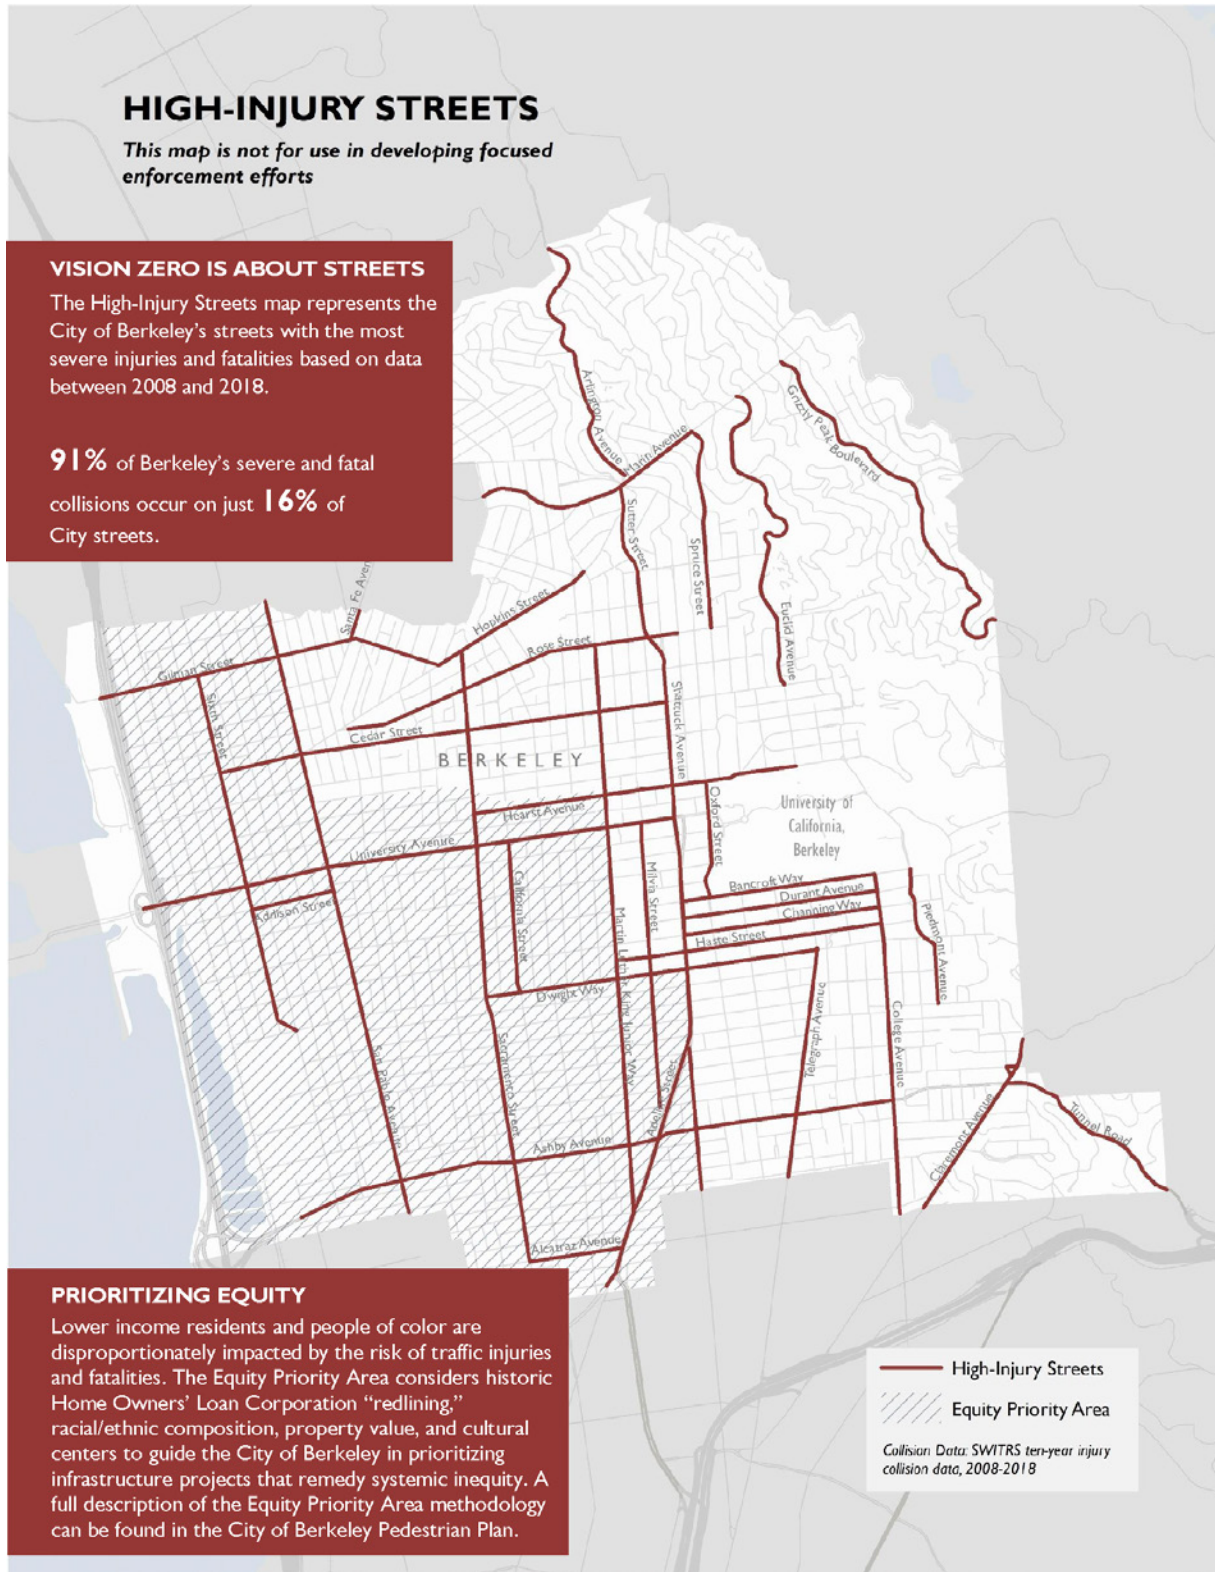 HIGH-INJURY STREETS
This map is not for use in developing focused
enforcement efforts
VISION ZERO IS ABOUT STREETS
The High-Injury Streets map represents the
City of Berkeley's streets with the most
severe injuries and fatalities based on data
between 2008 and 2018.
91% of Berkeley's severe and fatal
collisions occur on just 16% of
City streets.
Arlington Avenue
Marin Avenue
Grizzly Peak Boulevard
Sutter Street
Spruce Street
Euclid Avenue
Santa Fe Aven
Hopkins Street
Rose Street
Gilman Street
Sixth Street
Cedar Street
Shattuck Avenue
BERKELEY
Hearst Avenue
Oxford Street
University of
California,
Berkeley
University Avenue
Addison Street
California Street
Milvia Street
Martin Luther King Junior Way
Bancroft Way
Durant Avenue
Channing Way
Haste Street
Piedmont Avenue
Dwight Way
Telegraph Avenue
College Avenue
San Pablo Avenue
Sacramento Street
Adeline Street
Ashby Avenue
Claremont Avenue
Tunnel Road
Alcatraz Avenue
PRIORITIZING EQUITY
Lower income residents and people of color are
disproportionately impacted by the risk of traffic injuries
and fatalities. The Equity Priority Area considers historic
Home Owners' Loan Corporation "redlining,"
racial/ethnic composition, property value, and cultural
centers to guide the City of Berkeley in prioritizing
infrastructure projects that remedy systemic inequity. A
full description of the Equity Priority Area methodology
can be found in the City of Berkeley Pedestrian Plan.
High-Injury Streets
Equity Priority Area
Collision Data: SWITRS ten-year injury
collision data, 2008-2018